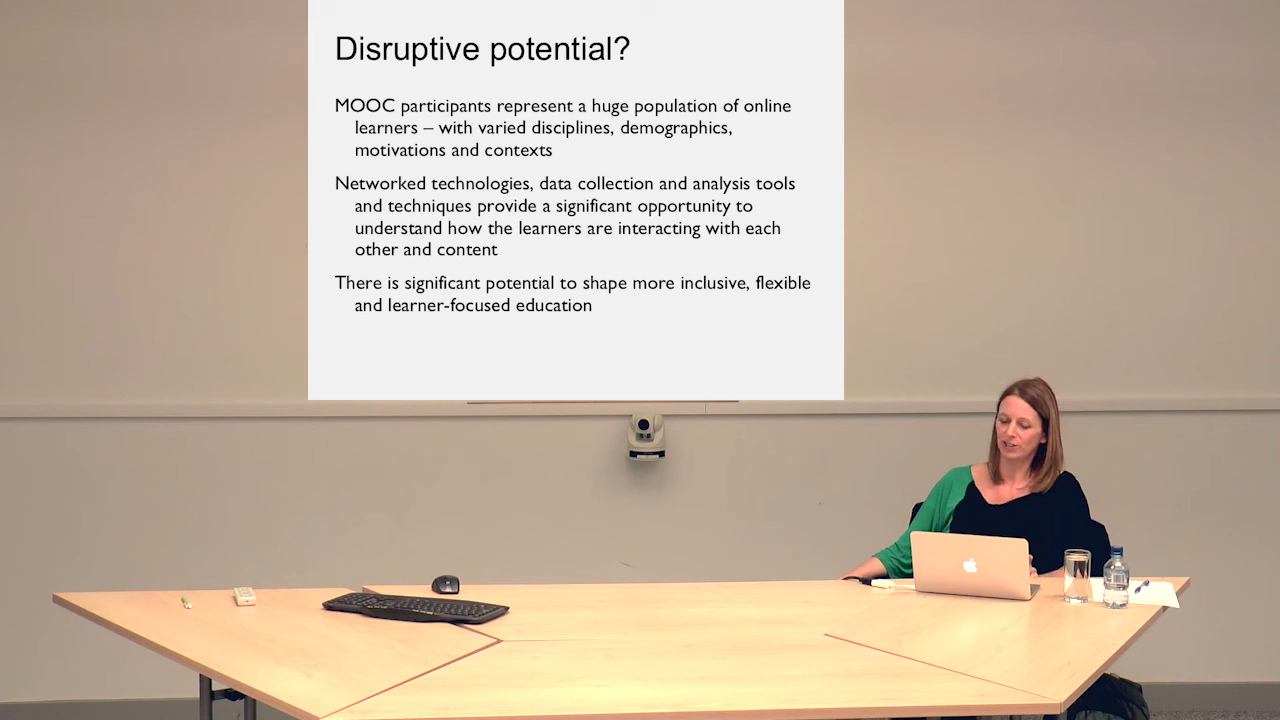 Disruptive potential?
MOOC participants represent a huge population of online
learners – with varied disciplines, demographics,
motivations and contexts
Networked technologies, data collection and analysis tools
and techniques provide a significant opportunity to
understand how the learners are interacting with each
other and content
There is significant potential to shape more inclusive, flexible
and learner-focused education